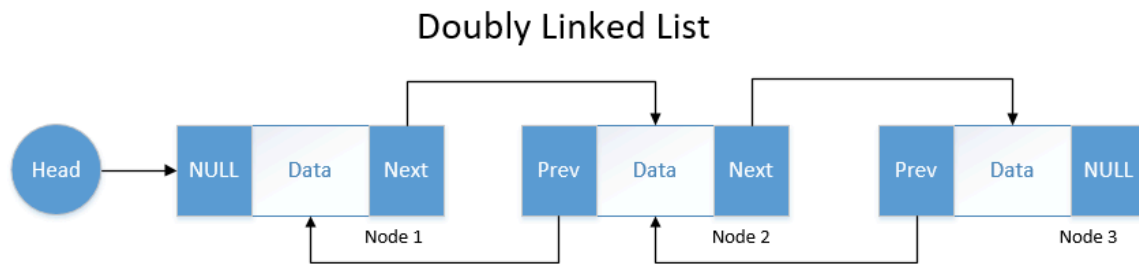 Doubly Linked List
Head
NULL Data Next
Prev Data Next
Prev Data NULL
Node 1
Node 2
Node 3